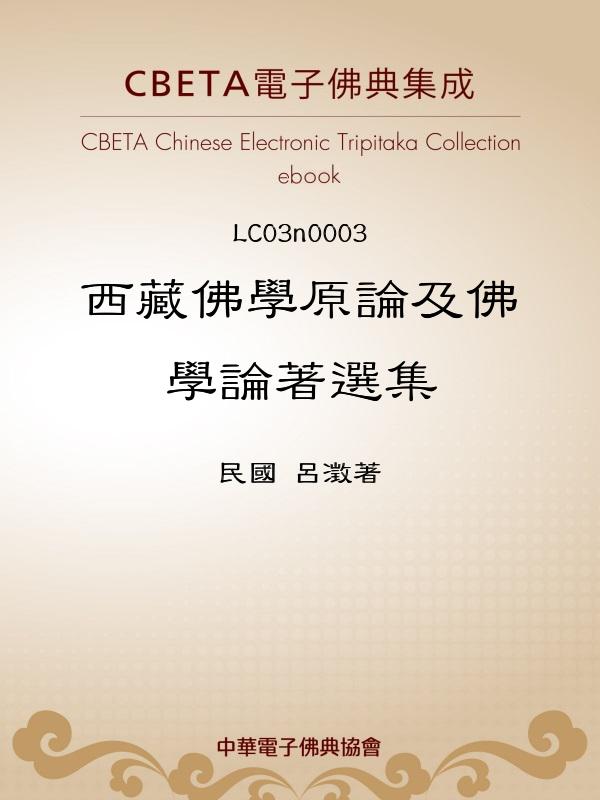 CBETA電子佛典集成
CBETA Chinese Electronic Tripitaka Collection
ebook
LC03n0003
西藏佛學原論及佛
學論著選集
民國 呂澂著
中華電子佛典協會